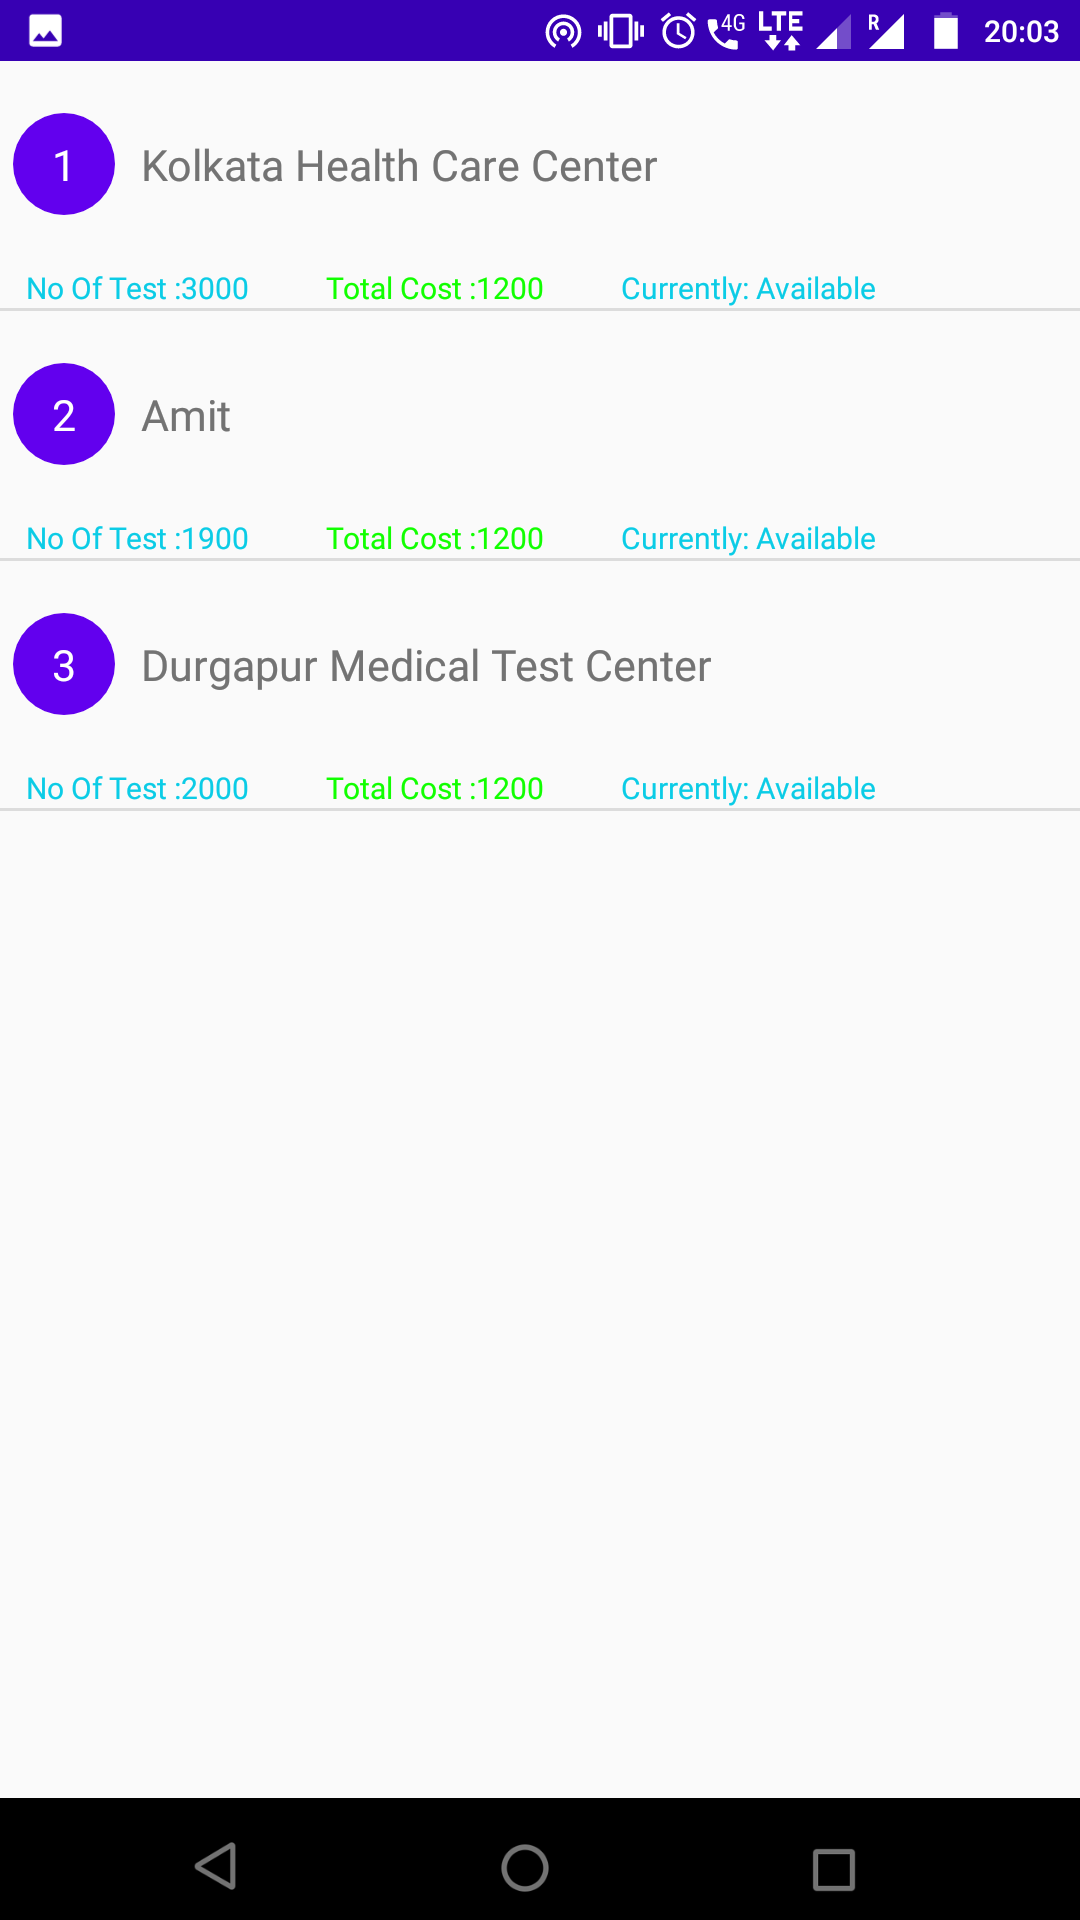 4G LTE R 20:03
1 Kolkata Health Care Center
No Of Test :3000 Total Cost :1200 Currently: Available
2 Amit
No Of Test :1900 Total Cost :1200 Currently: Available
3 Durgapur Medical Test Center
No Of Test :2000 Total Cost :1200 Currently: Available